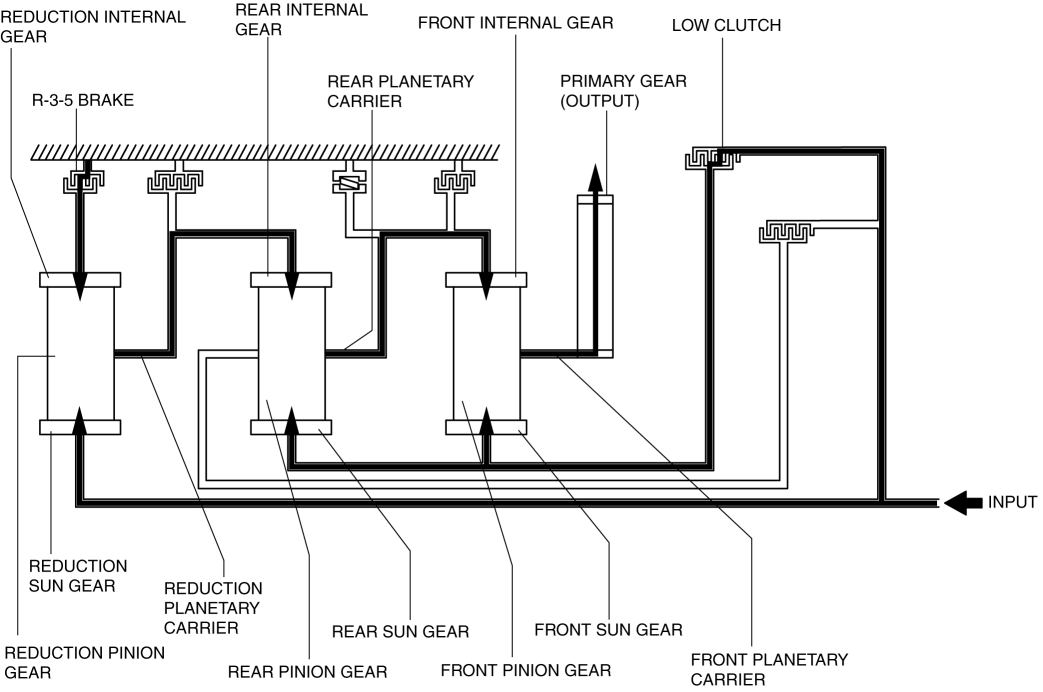 REDUCTION INTERNAL
GEAR
REAR INTERNAL
GEAR
FRONT INTERNAL GEAR
LOW CLUTCH
R-3-5 BRAKE
REAR PLANETARY
CARRIER
PRIMARY GEAR
(OUTPUT)
INPUT
REDUCTION
SUN GEAR
REDUCTION
PLANETARY
CARRIER
REAR SUN GEAR
FRONT SUN GEAR
REDUCTION PINION
GEAR
REAR PINION GEAR
FRONT PINION GEAR
FRONT PLANETARY
CARRIER